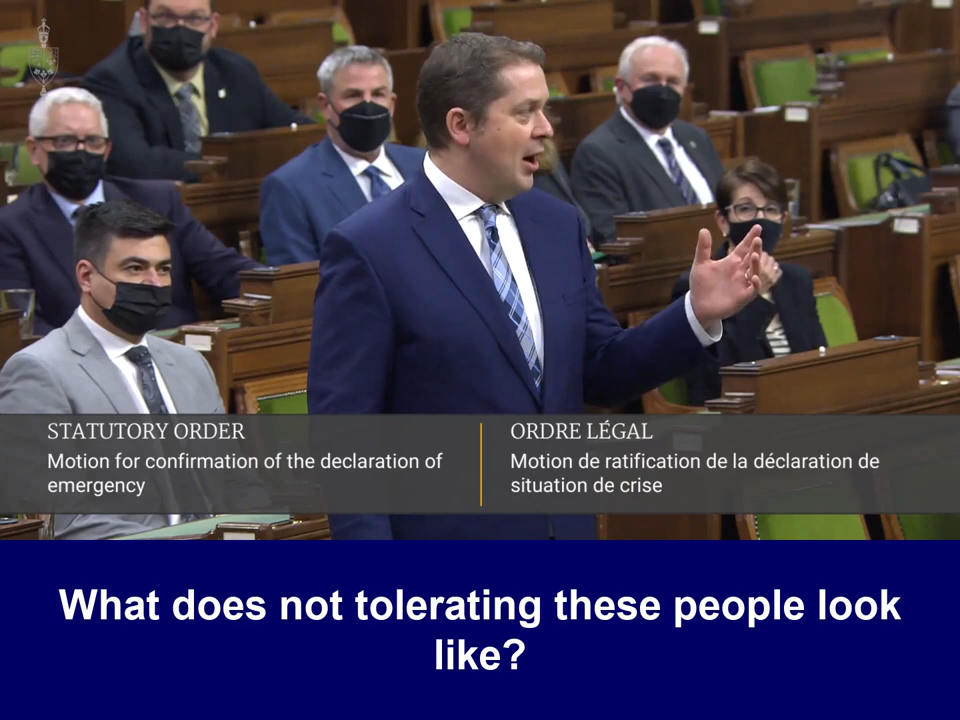 STATUTORY ORDER
Motion for confirmation of the declaration of
emergency
ORDRE LÉGAL
Motion de ratification de la déclaration de
situation de crise
What does not tolerating these people look
like?